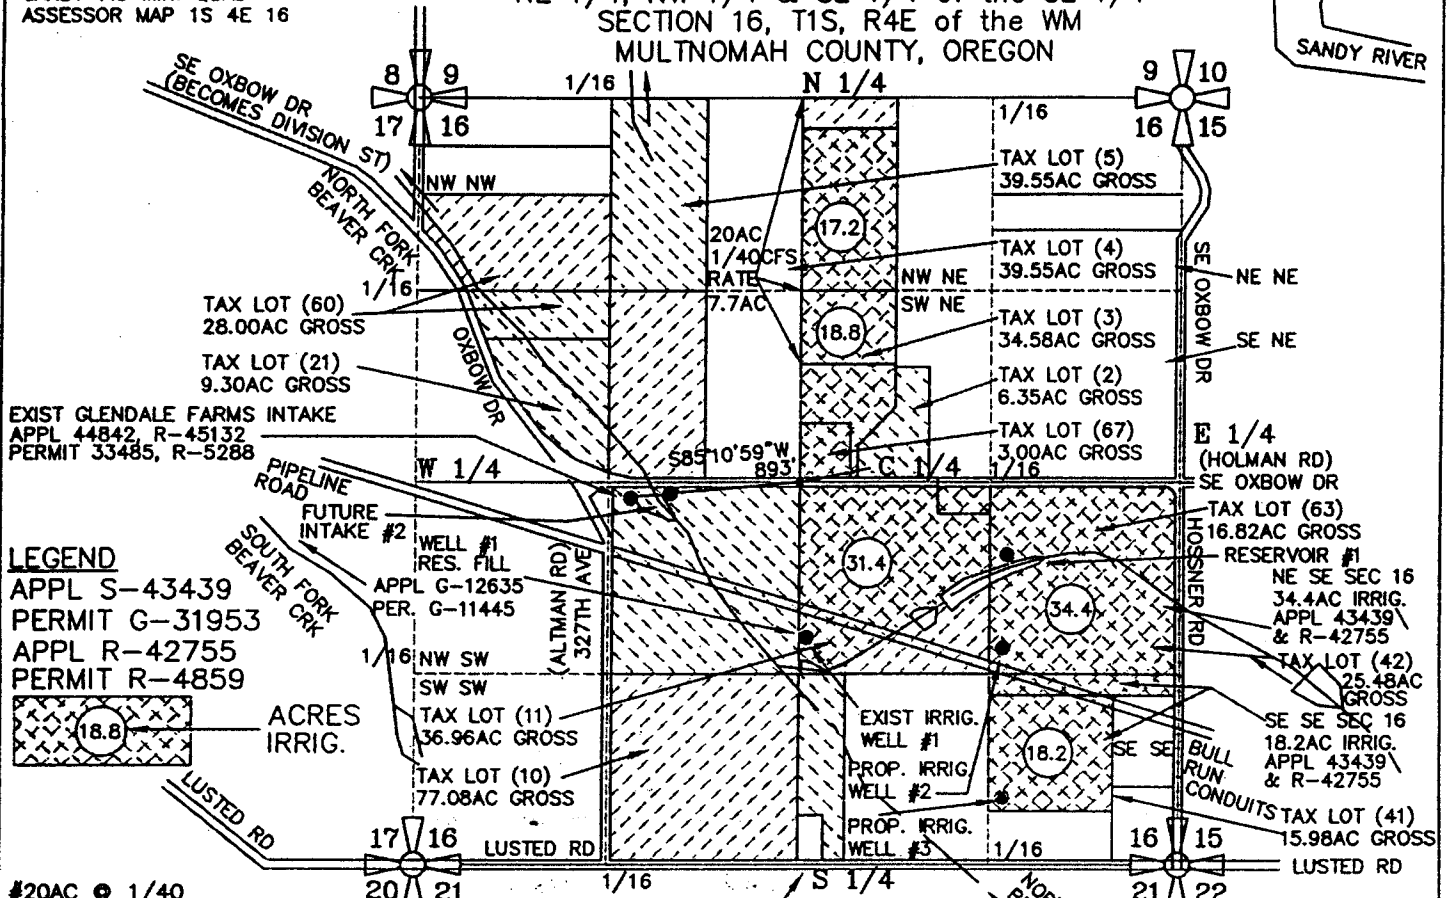 ASSESSOR MAP 1S 4E 16
SECTION 16, T1S, R4E of the WM
MULTNOMAH COUNTY, OREGON
SANDY RIVER
8 9
17 16
1/16
N 1/4
1/16
9 10
16 15
SE OXBOW DR
(BECOMES DIVISION ST)
NORTH FORK
BEAVER CRK
NW NW
1/16
TAX LOT (5)
39.55AC GROSS
17.2
20AC
1/40CFS
RATE
7.7AC
TAX LOT (4)
39.55AC GROSS
NW NE
SW NE
SE OXBOW DR
NE NE
SE NE
TAX LOT (60)
28.00AC GROSS
TAX LOT (3)
34.58AC GROSS
18.8
TAX LOT (21)
9.30AC GROSS
OXBOW DR
TAX LOT (2)
6.35AC GROSS
TAX LOT (67)
3.00AC GROSS
EXIST GLENDALE FARMS INTAKE
APPL 44842, R-45132
PERMIT 33485, R-5288
S85°10'59"W
893'
W 1/4
C 1/4
1/16
E 1/4
(HOLMAN RD)
SE OXBOW DR
PIPELINE
ROAD
FUTURE
INTAKE #2
TAX LOT (63)
16.82AC GROSS
WELL #1
RES. FILL
APPL G-12635
PER. G-11445
SOUTH FORK
BEAVER CRK
(ALTMAN RD)
327TH AVE
31.4
34.4
HOSSNER RD
RESERVOIR #1
NE SE SEC 16
34.4AC IRRIG.
APPL 43439\
& R-42755
LEGEND
APPL S-43439
PERMIT G-31953
APPL R-42755
PERMIT R-4859
18.8
ACRES
IRRIG.
1/16
NW SW
SW SW
TAX LOT (42)
25.48AC
GROSS
TAX LOT (11)
36.96AC GROSS
EXIST IRRIG.
WELL #1
18.2
SE SE
SE SE SEC 16
18.2AC IRRIG.
APPL 43439\
& R-42755
BULL
RUN
CONDUITS
TAX LOT (10)
77.08AC GROSS
PROP. IRRIG.
WELL #2
PROP. IRRIG.
WELL #3
TAX LOT (41)
15.98AC GROSS
LUSTED RD
17 16
20 21
LUSTED RD
1/16
S 1/4
1/16
16 15
21 22
LUSTED RD
#20AC @ 1/40